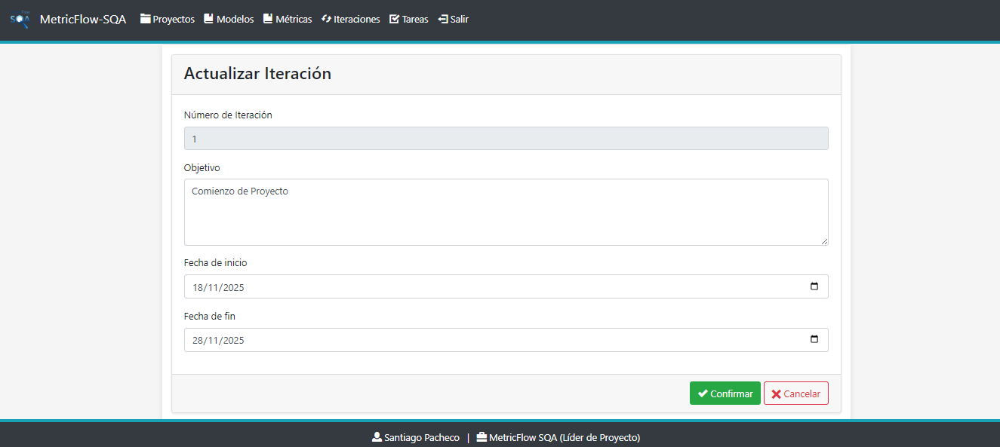 SQA MetricFlow-SQA Proyectos Modelos Métricas Iteraciones Tareas Salir
Actualizar Iteración
Número de Iteración
1
Objetivo
Comienzo de Proyecto
Fecha de inicio
18/11/2025
Fecha de fin
28/11/2025
Confirmar Cancelar
Santiago Pacheco | MetricFlow SQA (Líder de Proyecto)